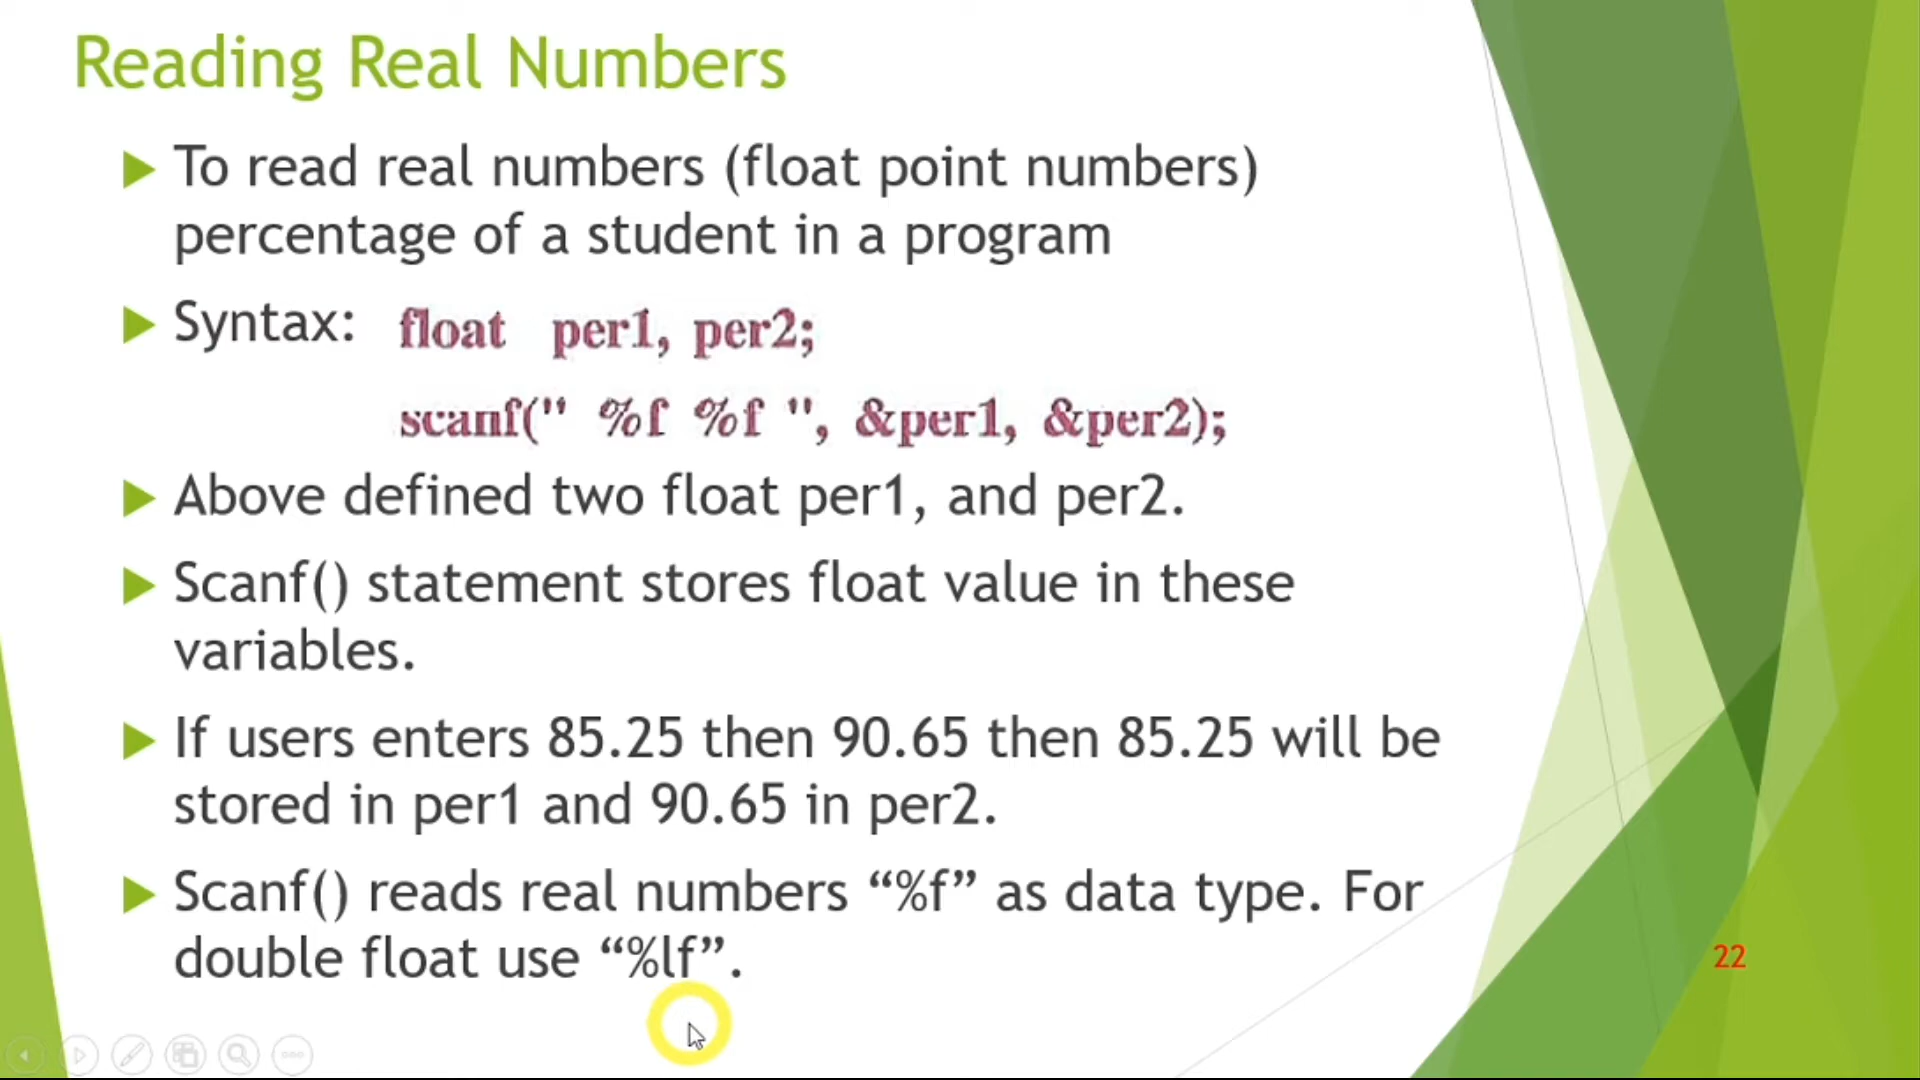 Reading Real Numbers
To read real numbers (float point numbers)
percentage of a student in a program
Syntax: float per1, per2;
scanf(" %f %f ", &per1, &per2);
Above defined two float per1, and per2.
Scanf() statement stores float value in these
variables.
If users enters 85.25 then 90.65 then 85.25 will be
stored in per1 and 90.65 in per2.
Scanf() reads real numbers “%f” as data type. For
double float use “%lf”.
22